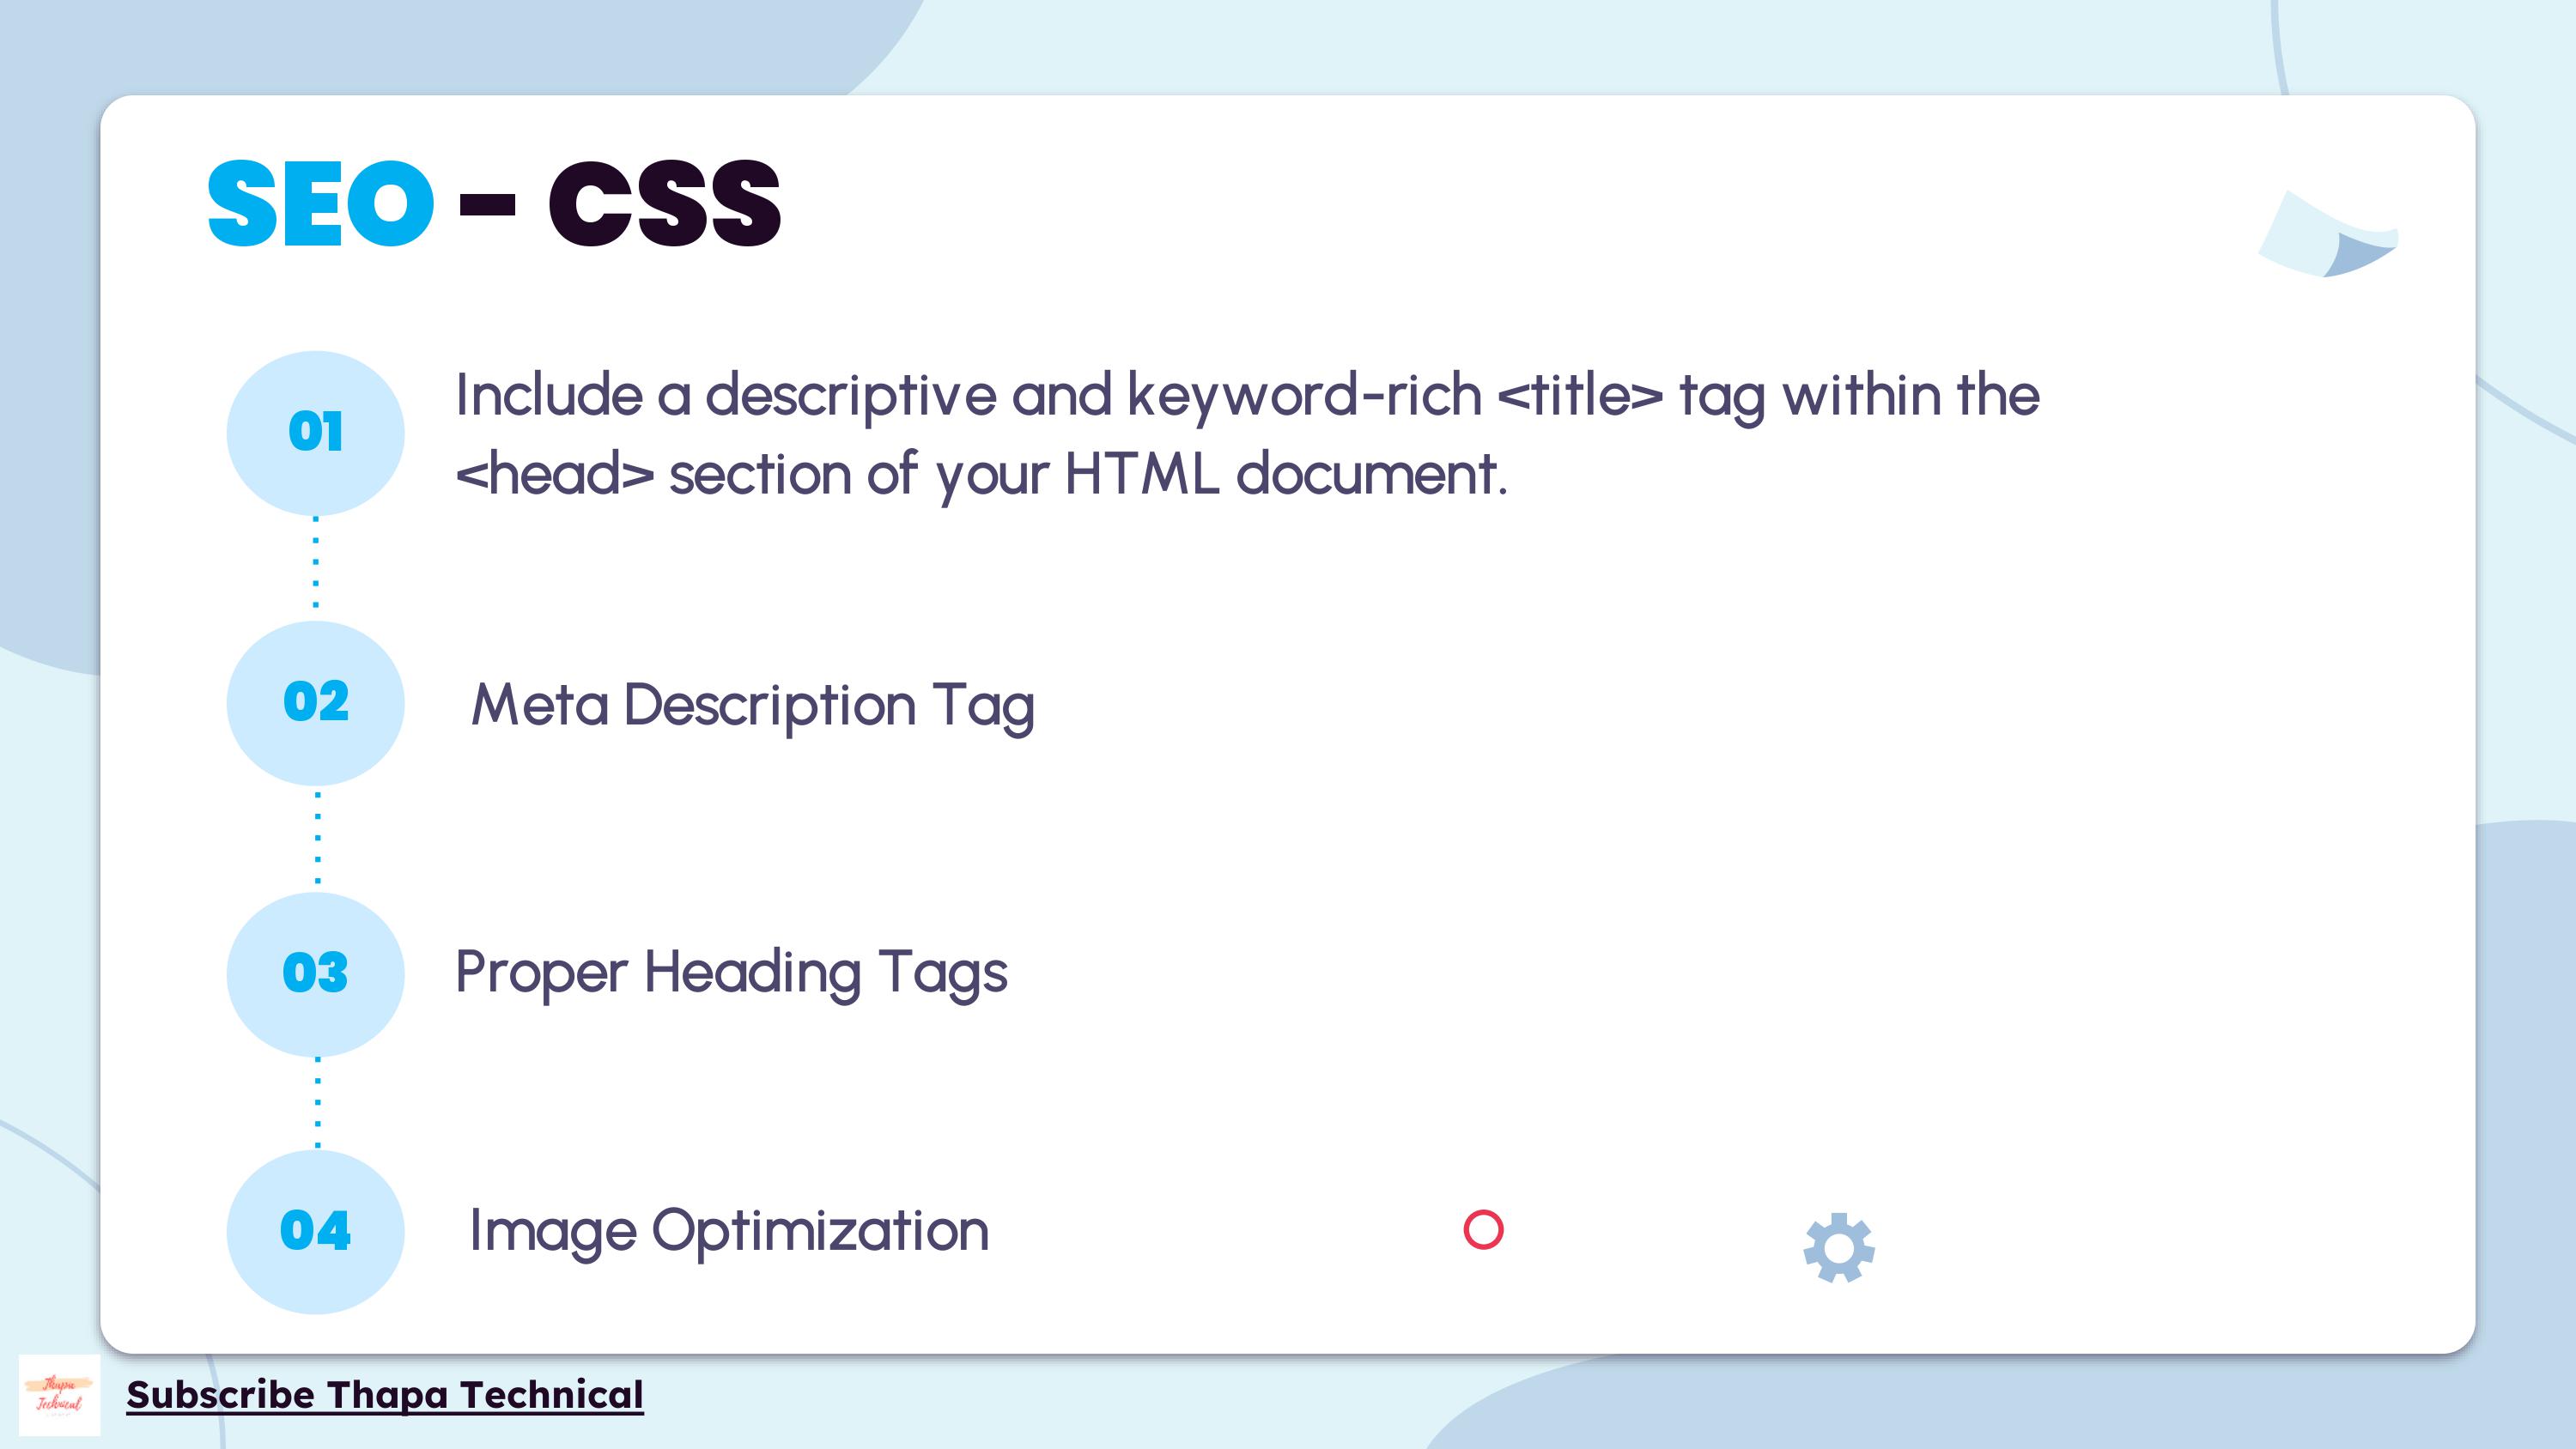 SEO - CSS
01
Include a descriptive and keyword-rich <title> tag within the
<head> section of your HTML document.
02
Meta Description Tag
03
Proper Heading Tags
04
Image Optimization
Thapa
Technical
Subscribe Thapa Technical